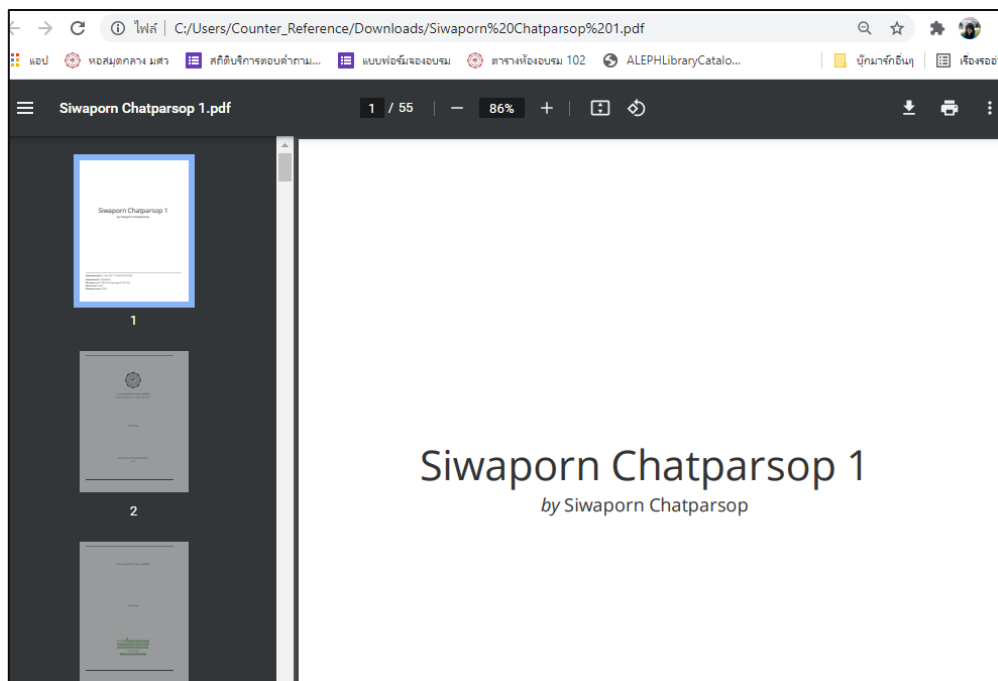 ไฟล์ | C:/Users/Counter_Reference/Downloads/Siwaporn%20Chatparsop%201.pdf
แอป หอสมุดกลาง มศว สถิติบริการตอบคำถาม... แบบฟอร์มจองอบรม ตารางห้องอบรม 102 ALEPHLibraryCatalo... บุ๊กมาร์กอื่นๆ
Siwaporn Chatparsop 1.pdf 1 / 55 86%
Siwaporn Chatparsop 1
1
2
Siwaporn Chatparsop 1
by Siwaporn Chatparsop